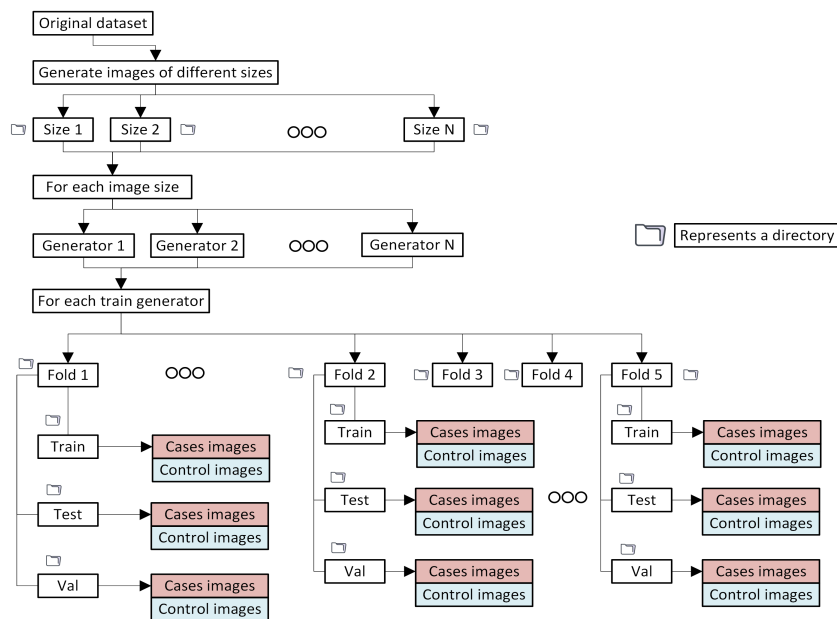 Original dataset
Generate images of different sizes
Size 1
Size 2
Size N
For each image size
Generator 1
Generator 2
Generator N
Represents a directory
For each train generator
Fold 1
Fold 2
Fold 3
Fold 4
Fold 5
Train
Cases images
Control images
Train
Cases images
Control images
Train
Cases images
Control images
Test
Cases images
Control images
Test
Cases images
Control images
Test
Cases images
Control images
Val
Cases images
Control images
Val
Cases images
Control images
Val
Cases images
Control images